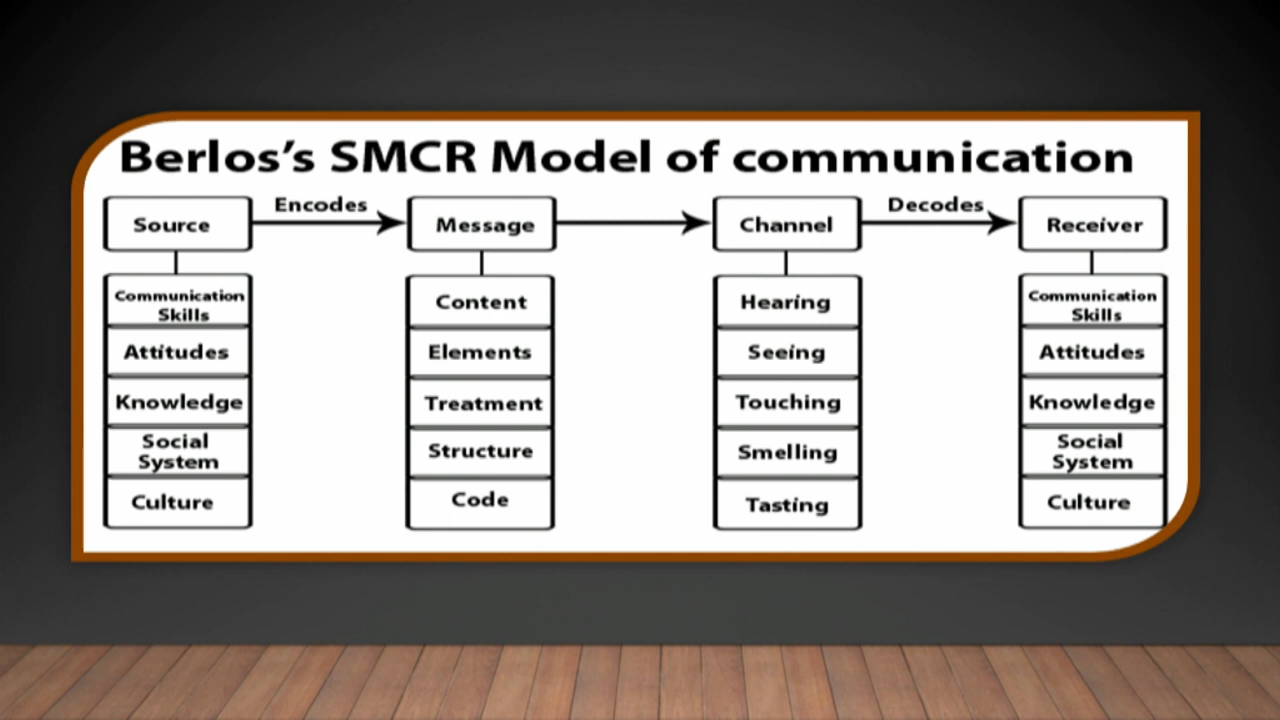 Berlos's SMCR Model of communication
Encodes
Decodes
Source
Message
Channel
Receiver
Communication
Skills
Content
Hearing
Communication
Skills
Attitudes
Elements
Seeing
Attitudes
Knowledge
Treatment
Touching
Knowledge
Social
System
Structure
Smelling
Social
System
Culture
Code
Tasting
Culture